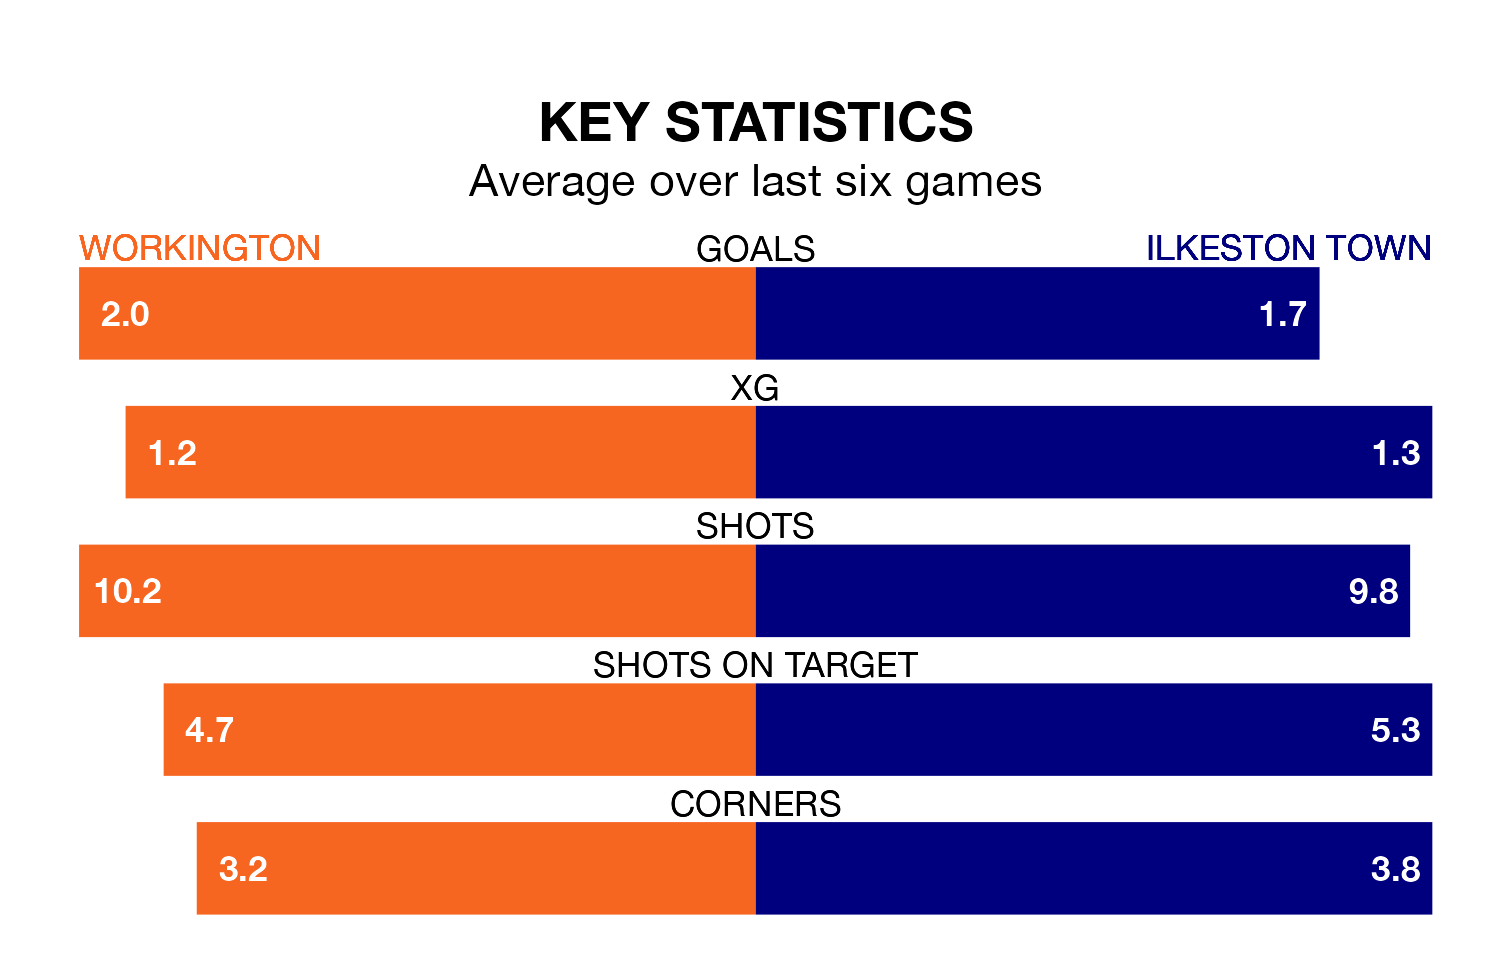 KEY STATISTICS
Average over last six games
WORKINGTON GOALS ILKESTON TOWN
2.0 1.7
XG
1.2 1.3
SHOTS
10.2 9.8
SHOTS ON TARGET
4.7 5.3
CORNERS
3.2 3.8